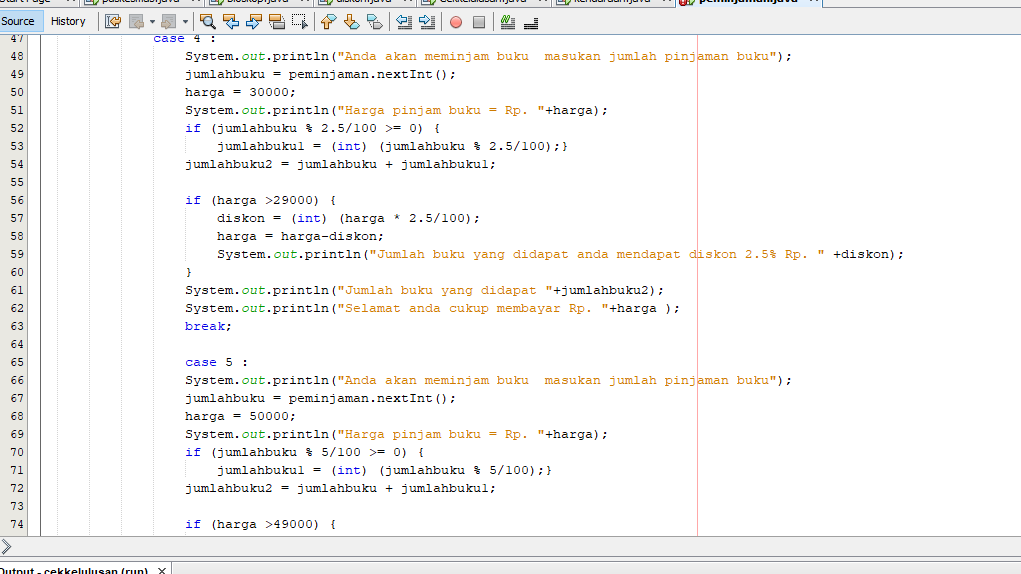 Source History
47 case 4 :
48 System.out.println("Anda akan meminjam buku  masukan jumlah pinjaman buku");
49 jumlahbuku = peminjaman.nextInt();
50 harga = 30000;
51 System.out.println("Harga pinjam buku = Rp. "+harga);
52 if (jumlahbuku % 2.5/100 >= 0) {
53 jumlahbuku1 = (int) (jumlahbuku % 2.5/100);}
54 jumlahbuku2 = jumlahbuku + jumlahbuku1;
55
56 if (harga >29000) {
57 diskon = (int) (harga * 2.5/100);
58 harga = harga-diskon;
59 System.out.println("Jumlah buku yang didapat anda mendapat diskon 2.5% Rp. " +diskon);
60 }
61 System.out.println("Jumlah buku yang didapat "+jumlahbuku2);
62 System.out.println("Selamat anda cukup membayar Rp. "+harga );
63 break;
64
65 case 5 :
66 System.out.println("Anda akan meminjam buku  masukan jumlah pinjaman buku");
67 jumlahbuku = peminjaman.nextInt();
68 harga = 50000;
69 System.out.println("Harga pinjam buku = Rp. "+harga);
70 if (jumlahbuku % 5/100 >= 0) {
71 jumlahbuku1 = (int) (jumlahbuku % 5/100);}
72 jumlahbuku2 = jumlahbuku + jumlahbuku1;
73
74 if (harga >49000) {
Output - cekkelulusan (run)